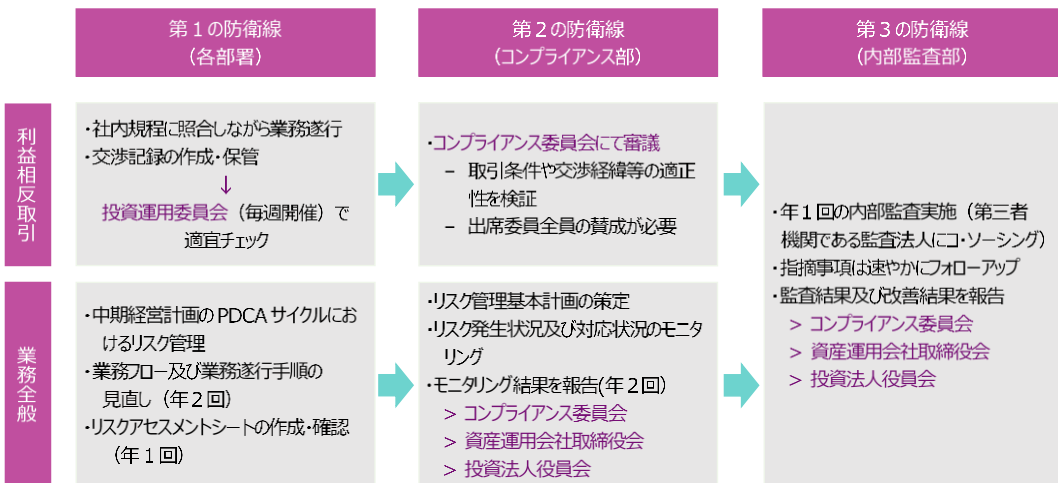 第１の防衛線
（各部署）
第２の防衛線
（コンプライアンス部）
第３の防衛線
（内部監査部）
利益相反取引
・社内規程に照合しながら業務遂行
・交渉記録の作成・保管
↓
投資運用委員会（毎週開催）で
適宜チェック
・コンプライアンス委員会にて審議
－ 取引条件や交渉経緯等の適正
性を検証
－ 出席委員全員の賛成が必要
業務全般
・中期経営計画のPDCAサイクルにお
けるリスク管理
・業務フロー及び業務遂行手順の
見直し（年２回）
・リスクアセスメントシートの作成・確認
（年１回）
・リスク管理基本計画の策定
・リスク発生状況及び対応状況のモニタ
リング
・モニタリング結果を報告(年２回）
> コンプライアンス委員会
> 資産運用会社取締役会
> 投資法人役員会
・年１回の内部監査実施（第三者
機関である監査法人にコ・ソーシング）
・指摘事項は速やかにフォローアップ
・監査結果及び改善結果を報告
> コンプライアンス委員会
> 資産運用会社取締役会
> 投資法人役員会